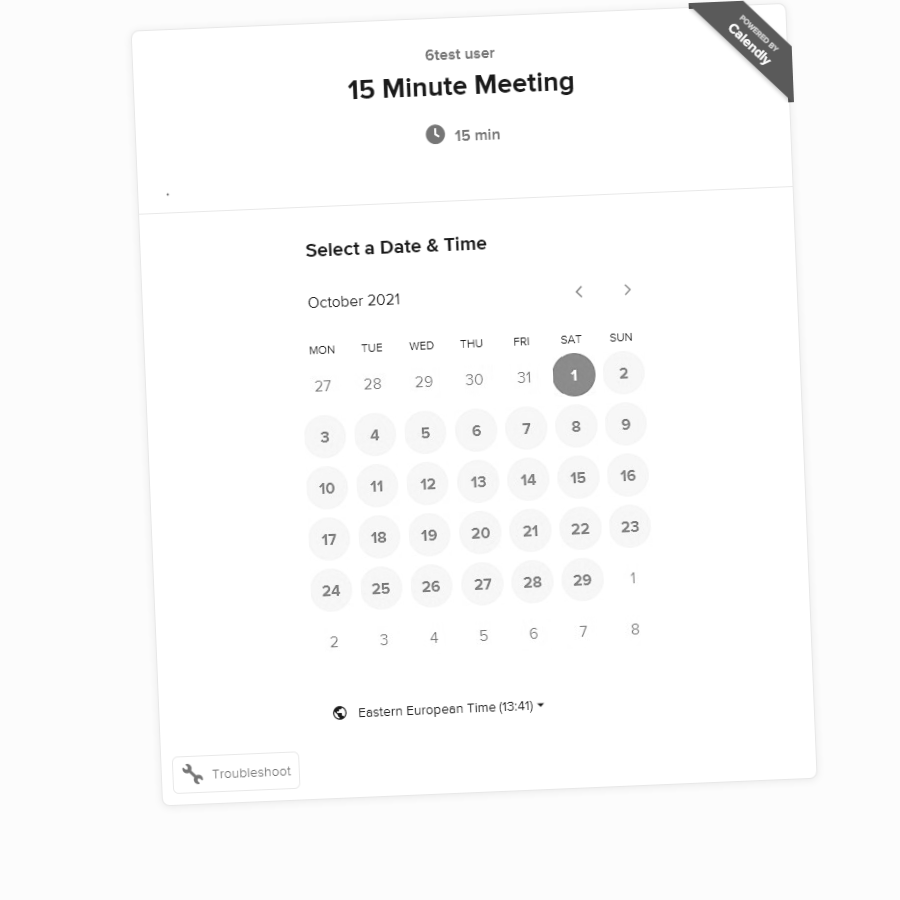 POWERED BY
Calendly
6test user
15 Minute Meeting
15 min
.
Select a Date & Time
October 2021
MON TUE WED THU FRI SAT SUN
27 28 29 30 31 1 2
3 4 5 6 7 8 9
10 11 12 13 14 15 16
17 18 19 20 21 22 23
24 25 26 27 28 29 1
2 3 4 5 6 7 8
Eastern European Time (13:41)
Troubleshoot